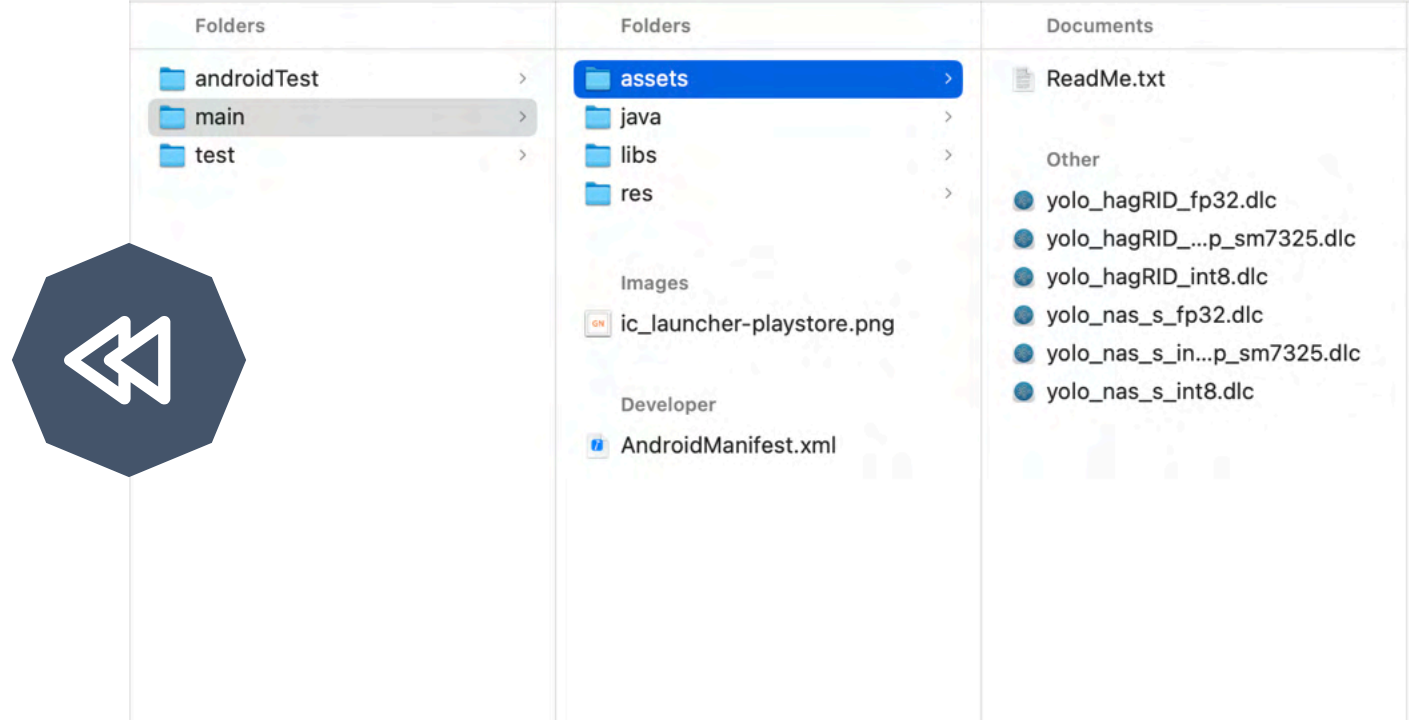 Folders
androidTest
main
test
Folders
assets
java
libs
res
Images
GN
ic_launcher-playstore.png
Developer
AndroidManifest.xml
Documents
ReadMe.txt
Other
yolo_hagRID_fp32.dlc
yolo_hagRID_...p_sm7325.dlc
yolo_hagRID_int8.dlc
yolo_nas_s_fp32.dlc
yolo_nas_s_in...p_sm7325.dlc
yolo_nas_s_int8.dlc